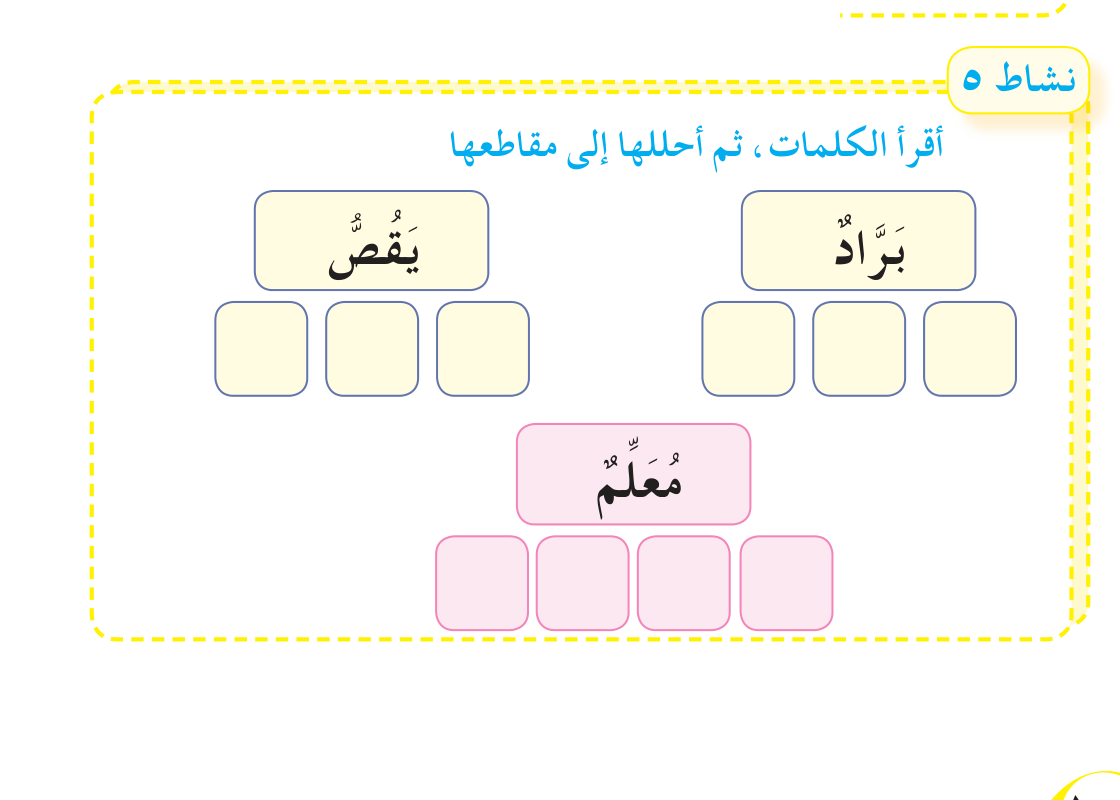 نشاط ٥
أقرأ الكلمات، ثم أحللها إلى مقاطعها
بَرَّادٌ
يَقُصُّ
مُعَلِّمٌ